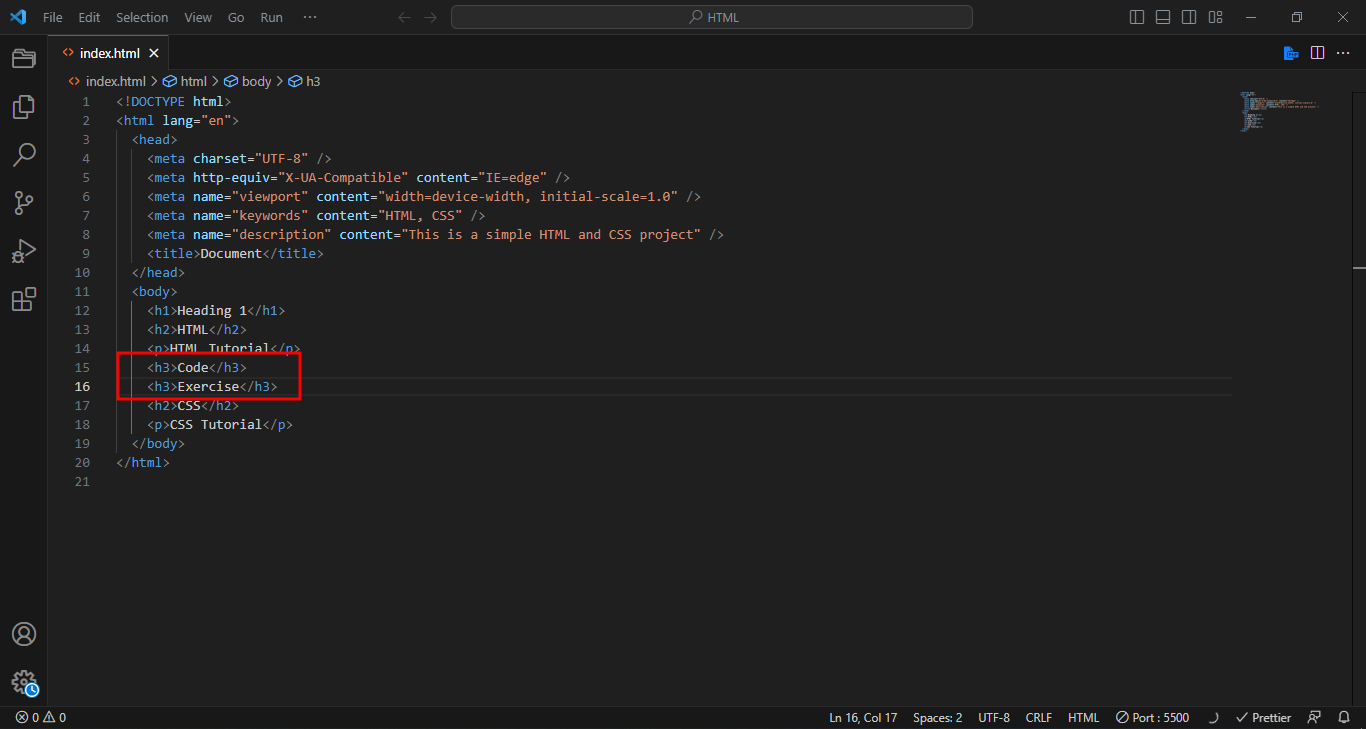 File Edit Selection View Go Run ··· HTML
index.html
index.html > html > body > h3
1 <!DOCTYPE html>
2 <html lang="en">
3 <head>
4 <meta charset="UTF-8" />
5 <meta http-equiv="X-UA-Compatible" content="IE=edge" />
6 <meta name="viewport" content="width=device-width, initial-scale=1.0" />
7 <meta name="keywords" content="HTML, CSS" />
8 <meta name="description" content="This is a simple HTML and CSS project" />
9 <title>Document</title>
10 </head>
11 <body>
12 <h1>Heading 1</h1>
13 <h2>HTML</h2>
14 <p>HTML Tutorial</p>
15 <h3>Code</h3>
16 <h3>Exercise</h3>
17 <h2>CSS</h2>
18 <p>CSS Tutorial</p>
19 </body>
20 </html>
21
0 0 Ln 16, Col 17 Spaces: 2 UTF-8 CRLF HTML Port : 5500 Prettier